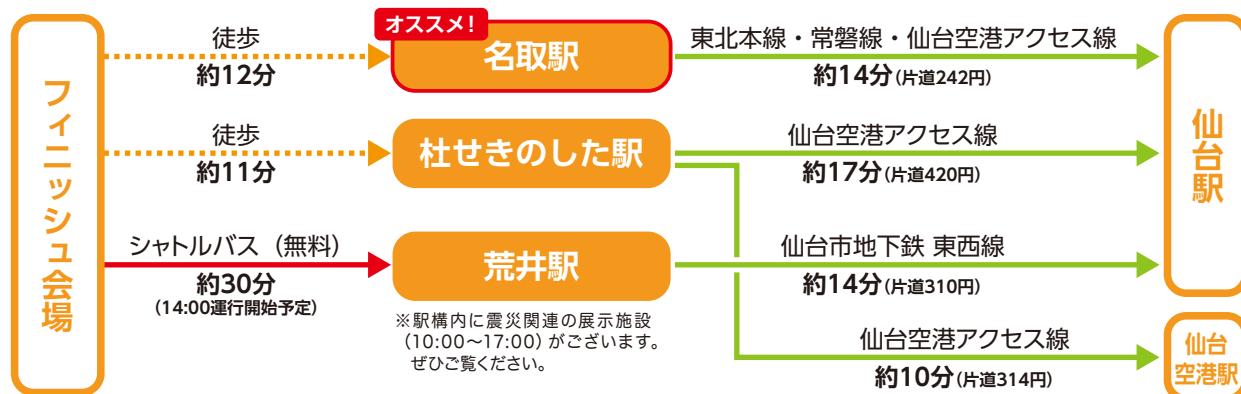 フィニッシュ会場
徒歩
約12分
オススメ!
名取駅
東北本線・常磐線・仙台空港アクセス線
約14分(片道242円)
徒歩
約11分
杜せきのした駅
仙台空港アクセス線
約17分(片道420円)
仙台駅
シャトルバス（無料）
約30分
(14:00運行開始予定)
荒井駅
仙台市地下鉄 東西線
約14分(片道310円)
※駅構内に震災関連の展示施設
（10:00〜17:00）がございます。
ぜひご覧ください。
仙台空港アクセス線
約10分(片道314円)
仙台
空港駅